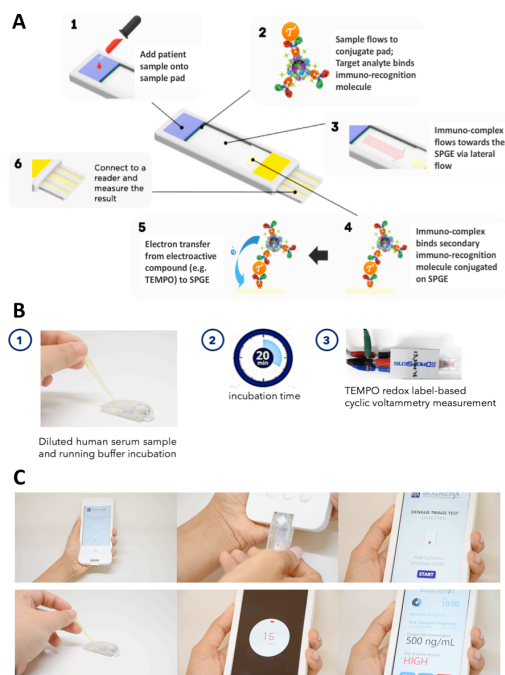 A
1
Add patient
sample onto
sample pad
2
Sample flows to
conjugate pad;
Target analyte binds
immuno-recognition
molecule
3
Immuno-complex
flows towards the
SPGE via lateral
flow
6
Connect to a
reader and
measure the
result
5
Electron transfer
from electroactive
compound (e.g.
TEMPO) to SPGE
e
4
Immuno-complex
binds secondary
immuno-recognition
molecule conjugated
on SPGE
B
1
Diluted human serum sample
and running buffer incubation
2
20
min
incubation time
3
TEMPO redox label-based
cyclic voltammetry measurement
C
DENGUE TRIAGE TEST
START
15
10:00
500 ng/mL
HIGH